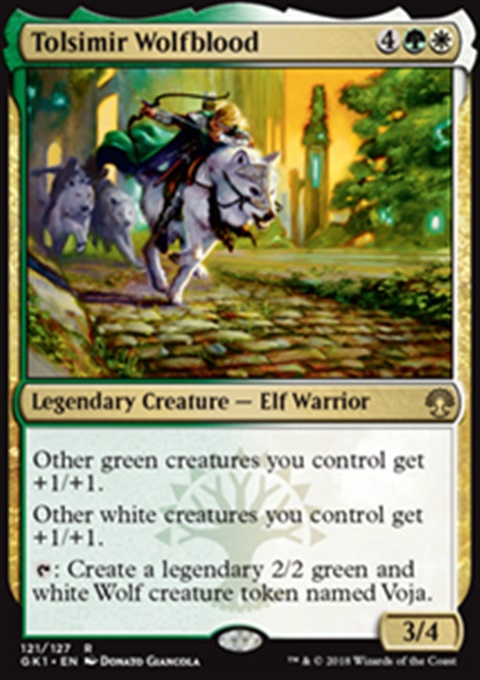 Tolsimir Wolfblood 4
Legendary Creature — Elf Warrior
Other green creatures you control get
+1/+1.
Other white creatures you control get
+1/+1.
: Create a legendary 2/2 green and
white Wolf creature token named Voja.
3/4
121/127 R
GK1 • EN Donato Giancola
™ & © 2018 Wizards of the Coast